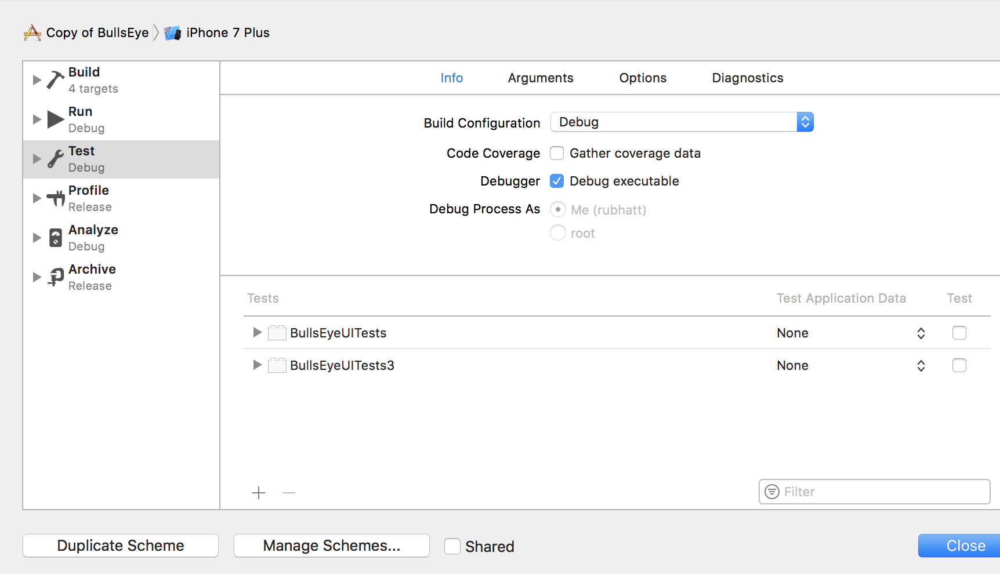 Copy of BullsEye iPhone 7 Plus
Build
4 targets
Run
Debug
Test
Debug
Profile
Release
Analyze
Debug
Archive
Release
Info Arguments Options Diagnostics
Build Configuration Debug
Code Coverage Gather coverage data
Debugger Debug executable
Debug Process As Me (rubhatt)
root
Tests Test Application Data Test
BullsEyeUITests None
BullsEyeUITests3 None
Filter
Duplicate Scheme Manage Schemes... Shared Close